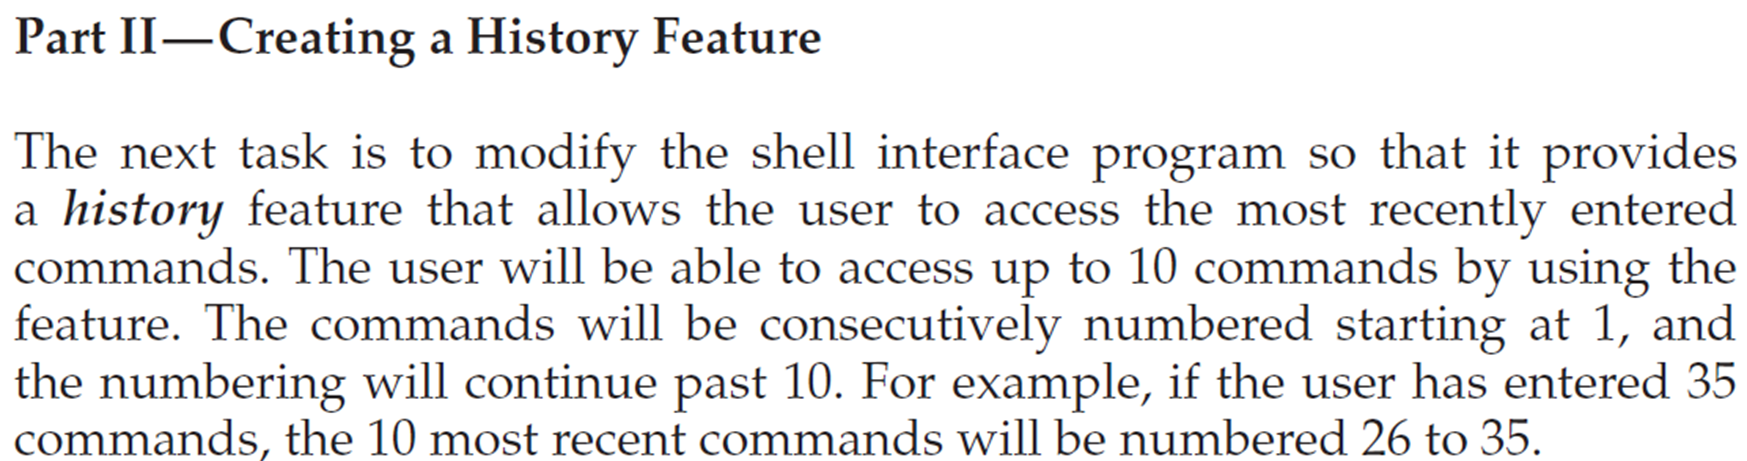 Part II—Creating a History Feature
The next task is to modify the shell interface program so that it provides
a history feature that allows the user to access the most recently entered
commands. The user will be able to access up to 10 commands by using the
feature. The commands will be consecutively numbered starting at 1, and
the numbering will continue past 10. For example, if the user has entered 35
commands, the 10 most recent commands will be numbered 26 to 35.